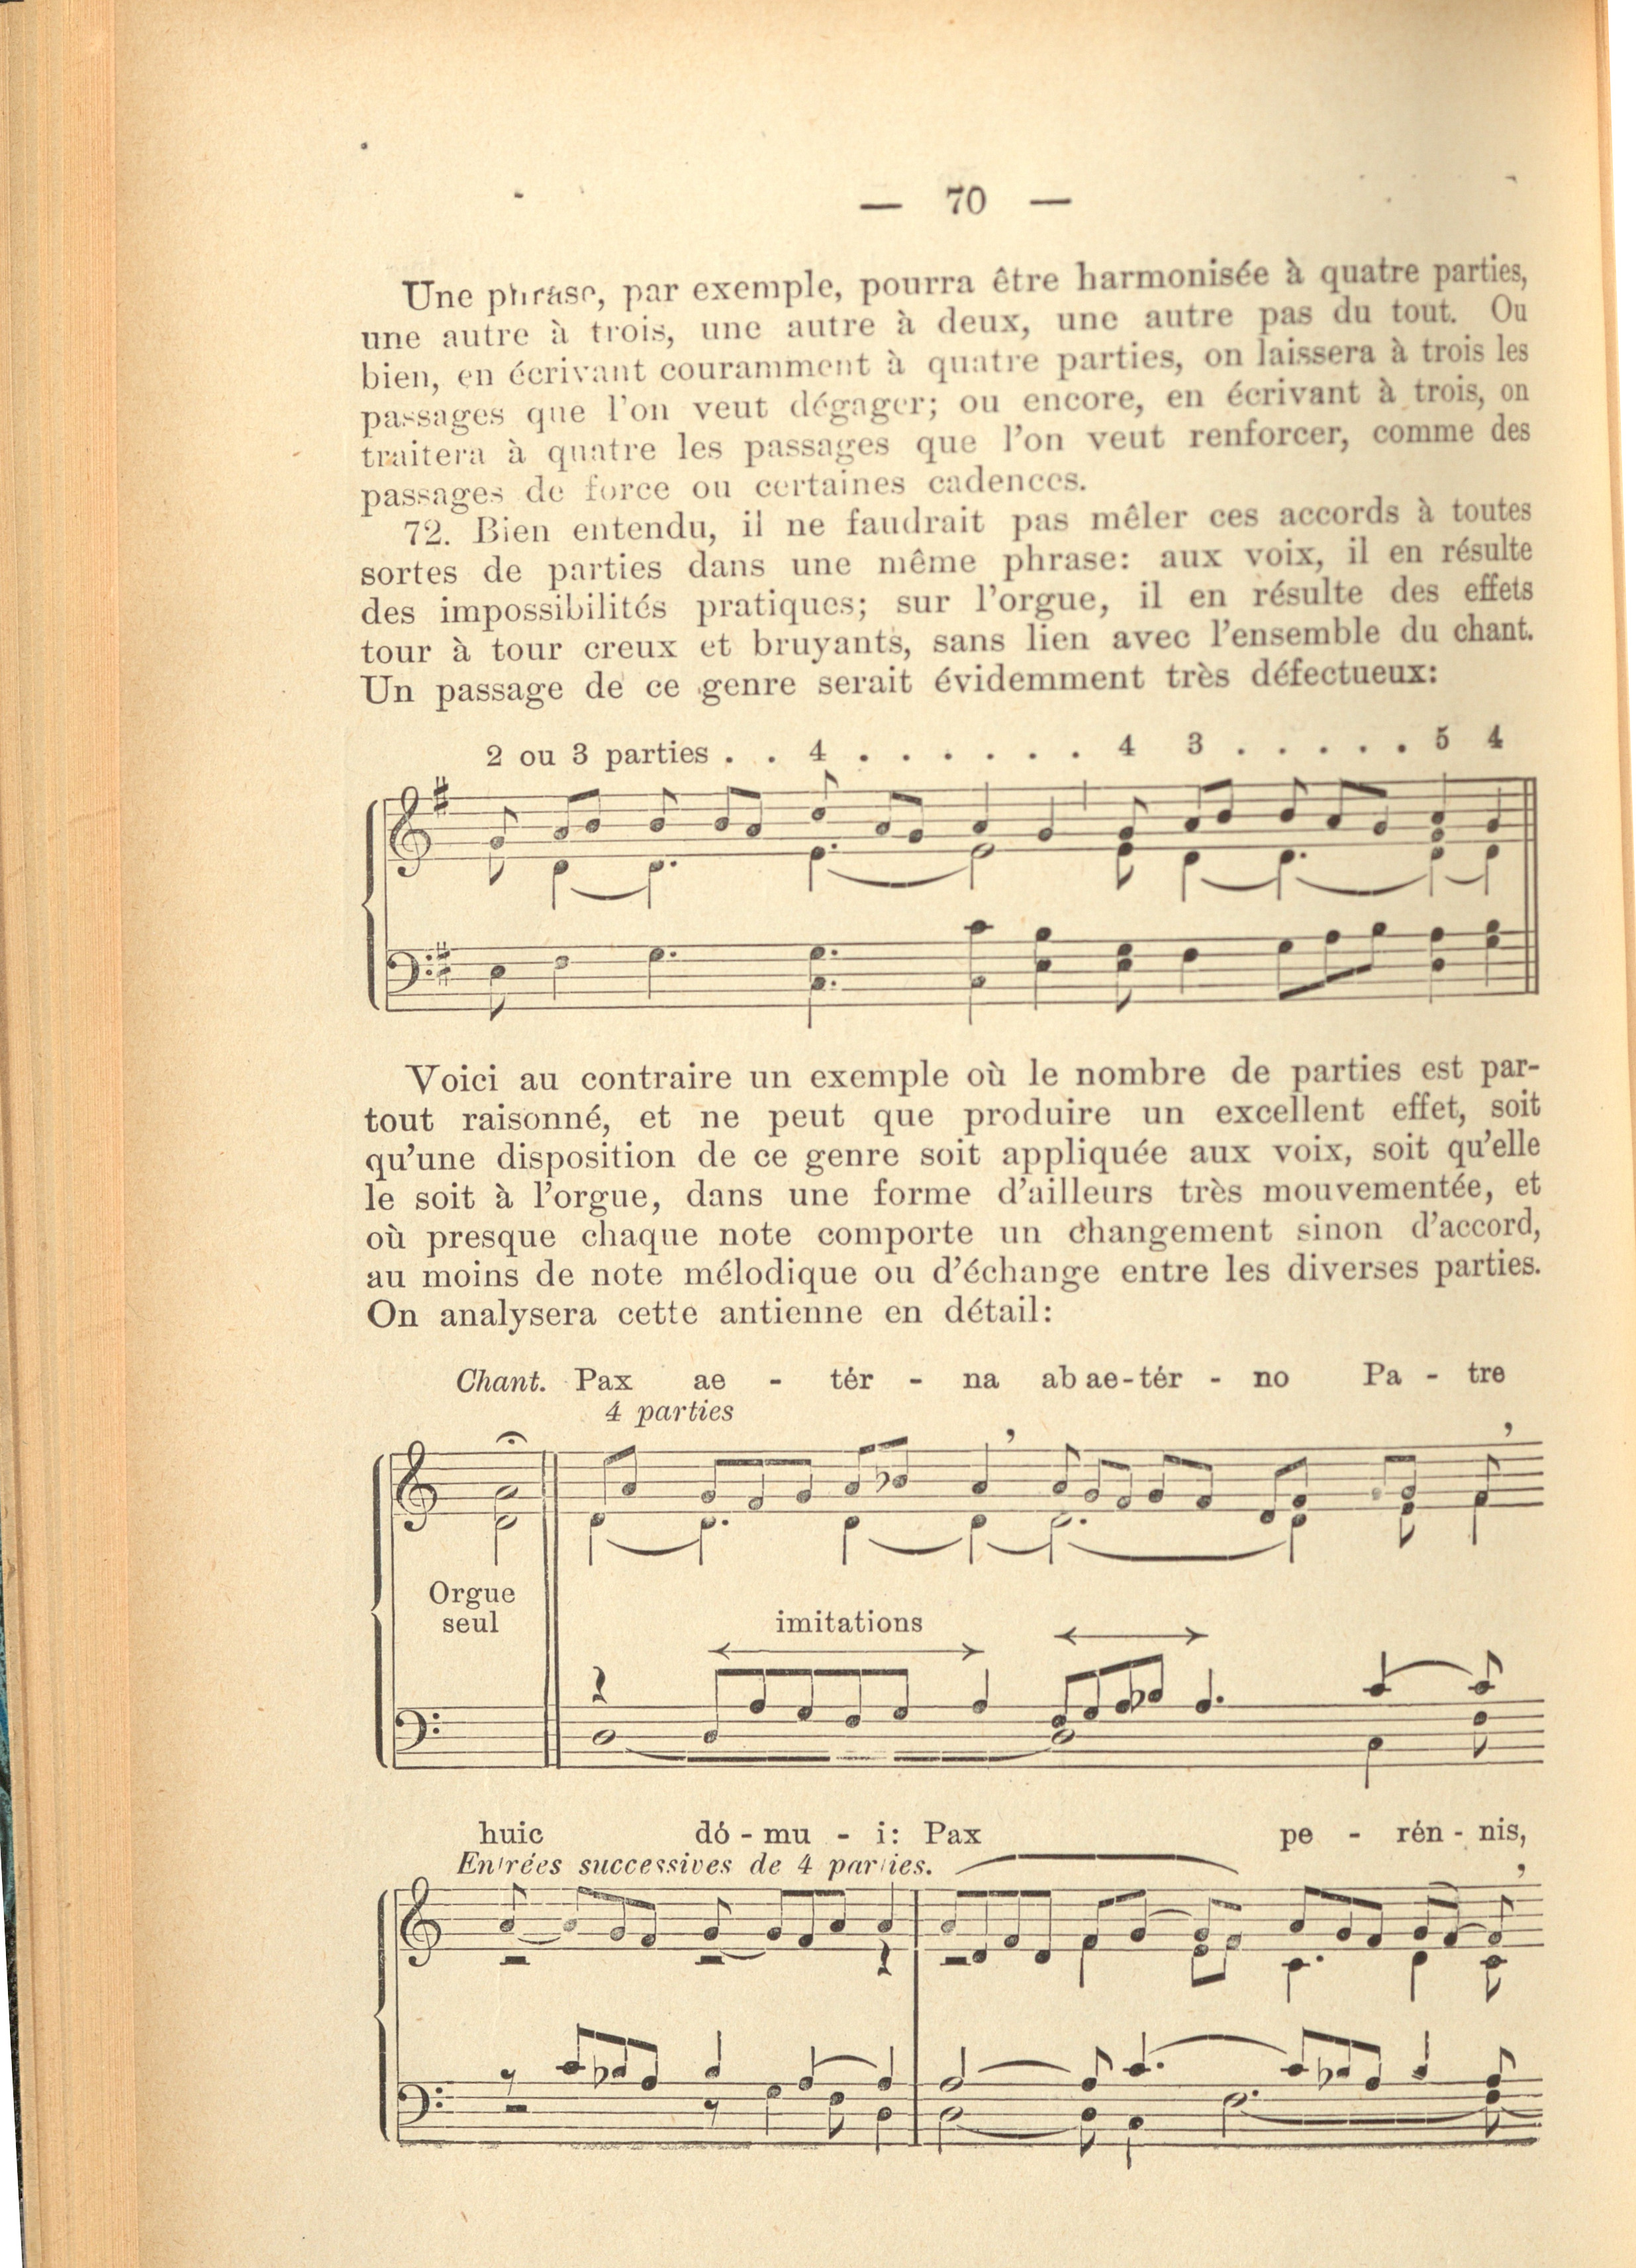 — 70 —
Une phrase, par exemple, pourra être harmonisée à quatre parties,
une autre à trois, une autre à deux, une autre pas du tout. Ou
bien, en écrivant couramment à quatre parties, on laissera à trois les
passages que l'on veut dégager; ou encore, en écrivant à trois, on
traitera à quatre les passages que l'on veut renforcer, comme des
passages de force ou certaines cadences.
72. Bien entendu, il ne faudrait pas mêler ces accords à toutes
sortes de parties dans une même phrase: aux voix, il en résulte
des impossibilités pratiques; sur l'orgue, il en résulte des effets
tour à tour creux et bruyants, sans lien avec l'ensemble du chant.
Un passage de ce genre serait évidemment très défectueux:
2 ou 3 parties . . 4 . . . . . . 4 3 . . . . . 5 4
Voici au contraire un exemple où le nombre de parties est par-
tout raisonné, et ne peut que produire un excellent effet, soit
qu'une disposition de ce genre soit appliquée aux voix, soit qu'elle
le soit à l'orgue, dans une forme d'ailleurs très mouvementée, et
où presque chaque note comporte un changement sinon d'accord,
au moins de note mélodique ou d'échange entre les diverses parties.
On analysera cette antienne en détail:
Chant. Pax ae - tér - na ab ae-tér - no Pa - tre
4 parties
Orgue
seul
imitations
huic dó - mu - i: Pax pe - rén - nis,
Entrées successives de 4 parties.